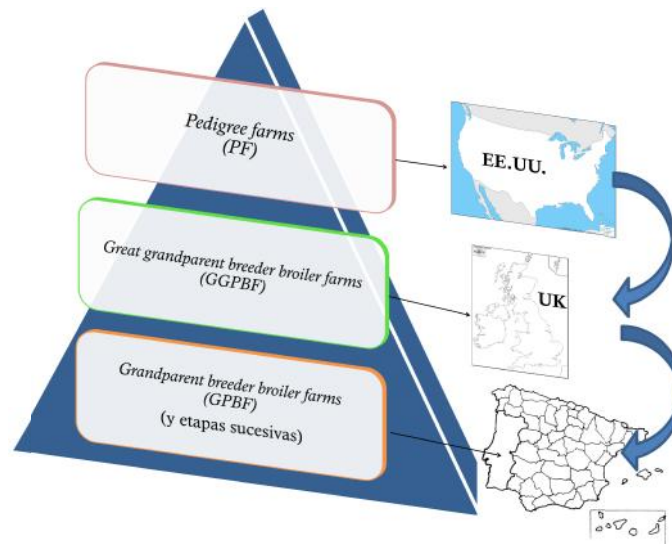 Pedigree farms
(PF)
EE.UU.
Great grandparent breeder broiler farms
(GGPBF)
UK
Grandparent breeder broiler farms
(GPBF)
(y etapas sucesivas)